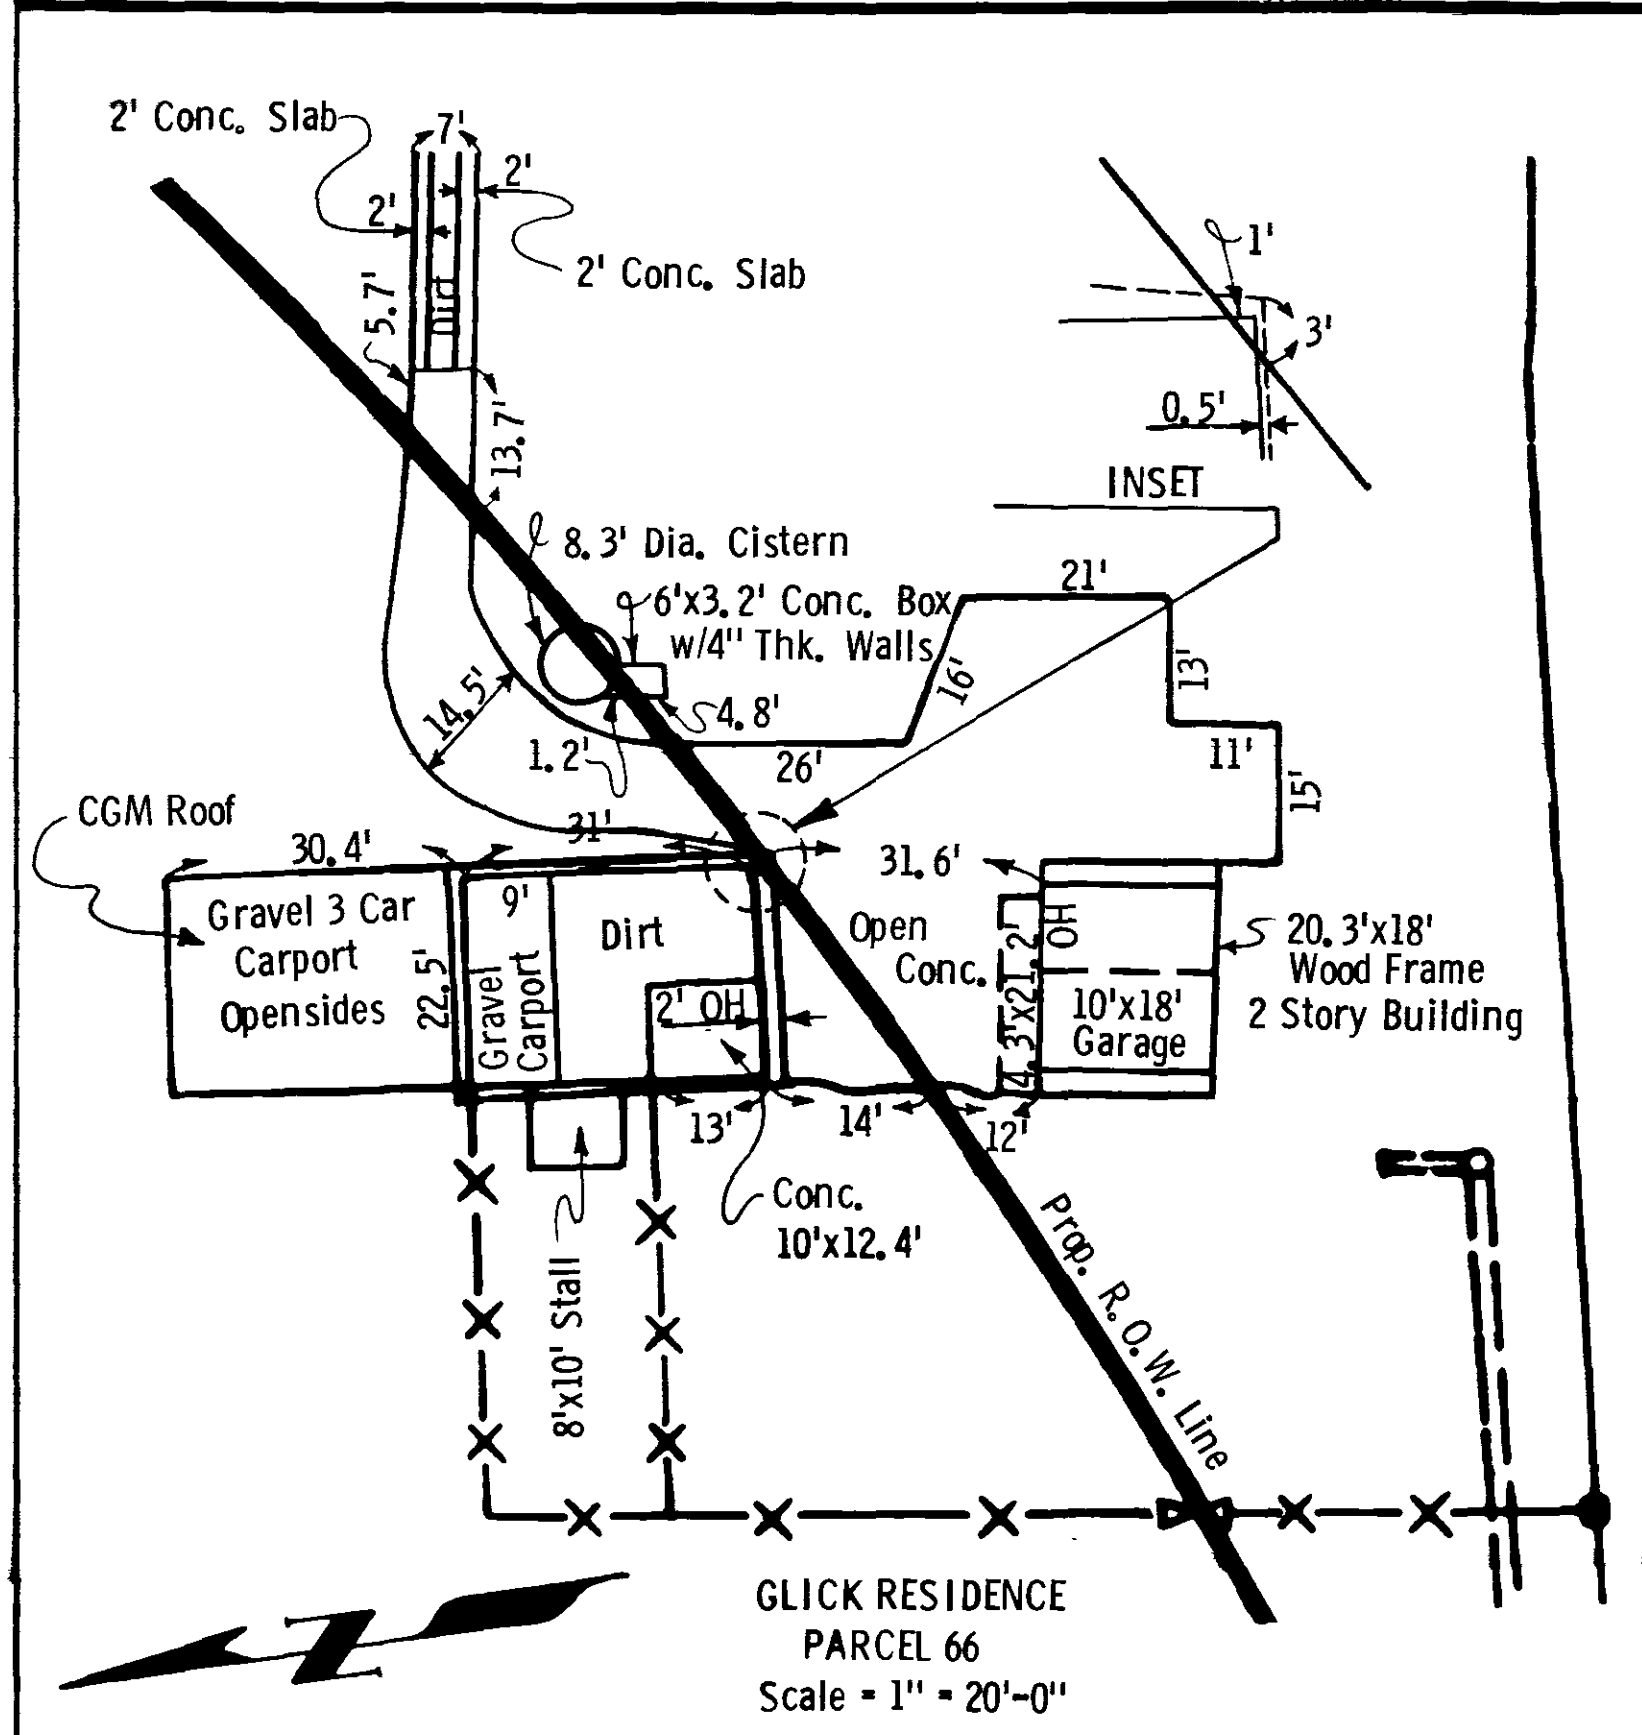 2' Conc. Slab
7'
2'
2'
2' Conc. Slab
Dirt
5.7'
13.7'
1'
3'
0.5'
INSET
8.3' Dia. Cistern
6'x3.2' Conc. Box
w/4" Thk. Walls
21'
16'
13'
11'
15'
14.5'
4.8'
1.2'
26'
CGM Roof
30.4'
31'
31.6'
Gravel 3 Car
Carport
Opensides
22.5'
9'
Gravel
Carport
Dirt
2' OH
Open
Conc.
4.3'x21.2'
OH
10'x18'
Garage
20.3'x18'
Wood Frame
2 Story Building
13'
14'
12'
Conc.
10'x12.4'
8'x10' Stall
Prop. R.O.W. Line
N
GLICK RESIDENCE
PARCEL 66
Scale = 1" = 20'-0"